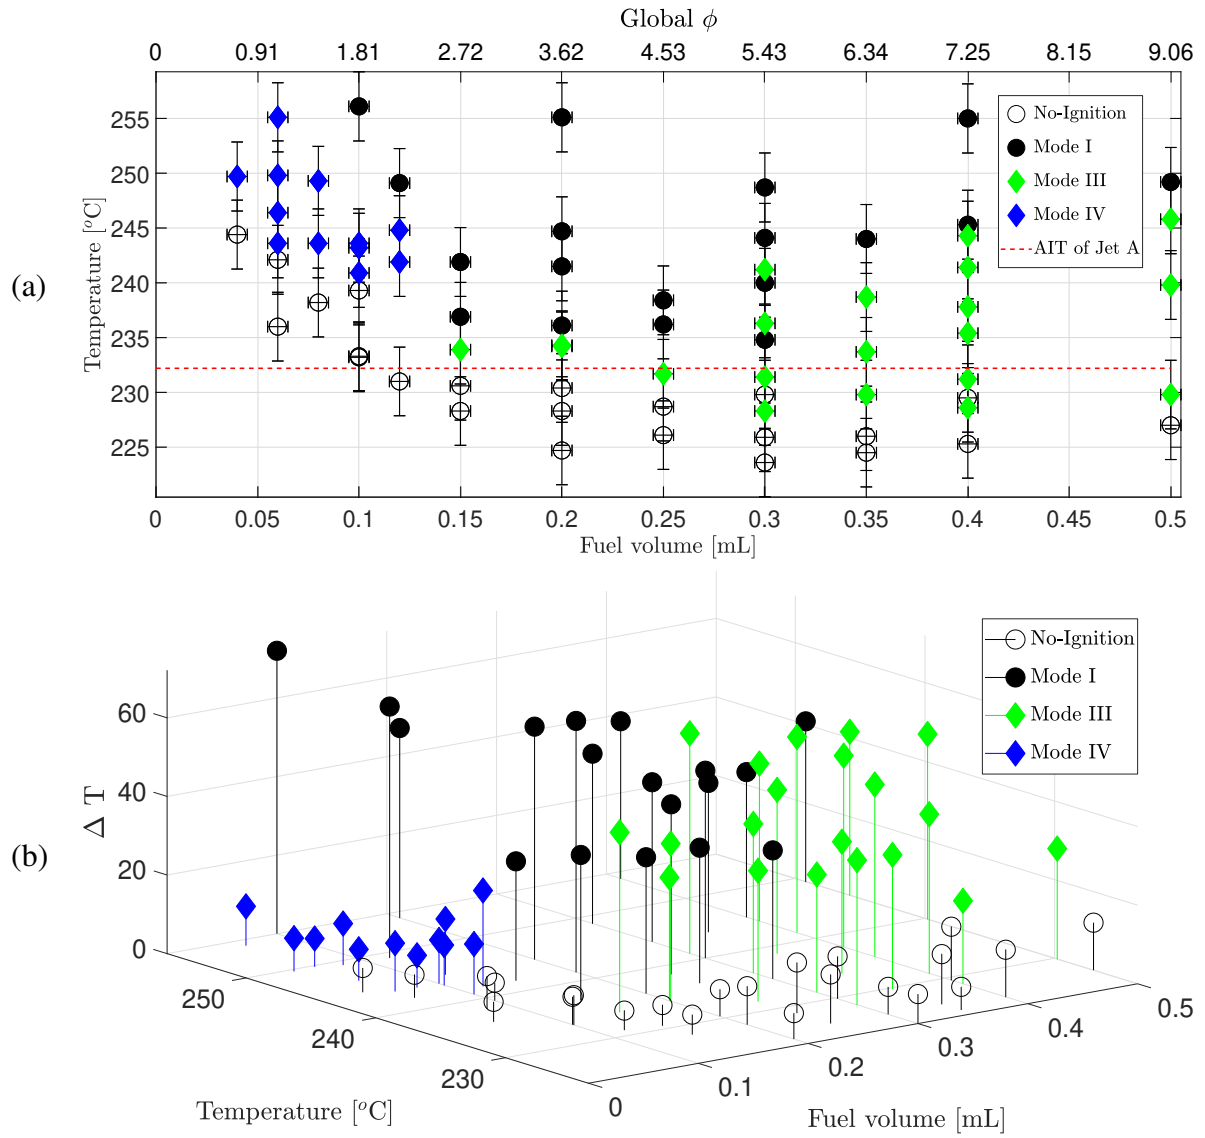 Global ϕ
0 0.91 1.81 2.72 3.62 4.53 5.43 6.34 7.25 8.15 9.06
(a)
Temperature [°C]
255
250
245
240
235
230
225
No-Ignition
Mode I
Mode III
Mode IV
AIT of Jet A
0 0.05 0.1 0.15 0.2 0.25 0.3 0.35 0.4 0.45 0.5
Fuel volume [mL]
(b)
Δ T
60
40
20
0
No-Ignition
Mode I
Mode III
Mode IV
250
240
230
Temperature [°C]
0
0.1
0.2
0.3
0.4
0.5
Fuel volume [mL]